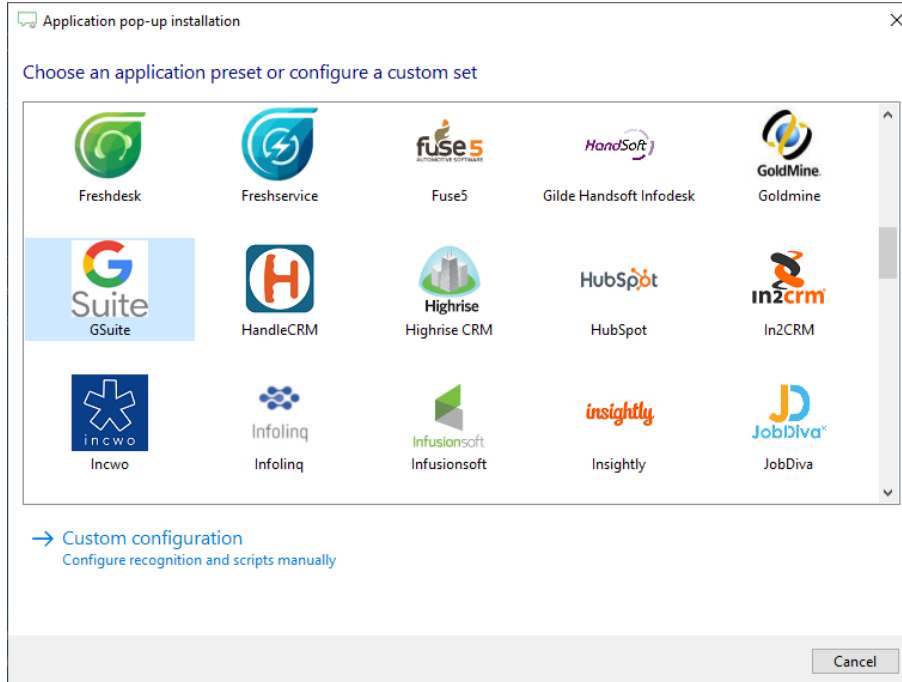 Application pop-up installation
Choose an application preset or configure a custom set
fuse 5
AUTOMOTIVE SOFTWARE
HandSoft
GOLDMINE
Freshdesk
Freshservice
Fuse5
Gilde Handsoft Infodesk
Goldmine
G
Suite
H
Highrise
HubSpot
in2crm
GSuite
HandleCRM
Highrise CRM
HubSpot
In2CRM
incwo
Infolinq
Infusionsoft
insightly
JobDiva
Incwo
Infolinq
Infusionsoft
Insightly
JobDiva
Custom configuration
Configure recognition and scripts manually
Cancel